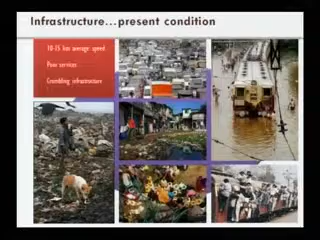 Infrastructure...present condition
10-15 km average speed
Poor services
Crumbling infrastructure